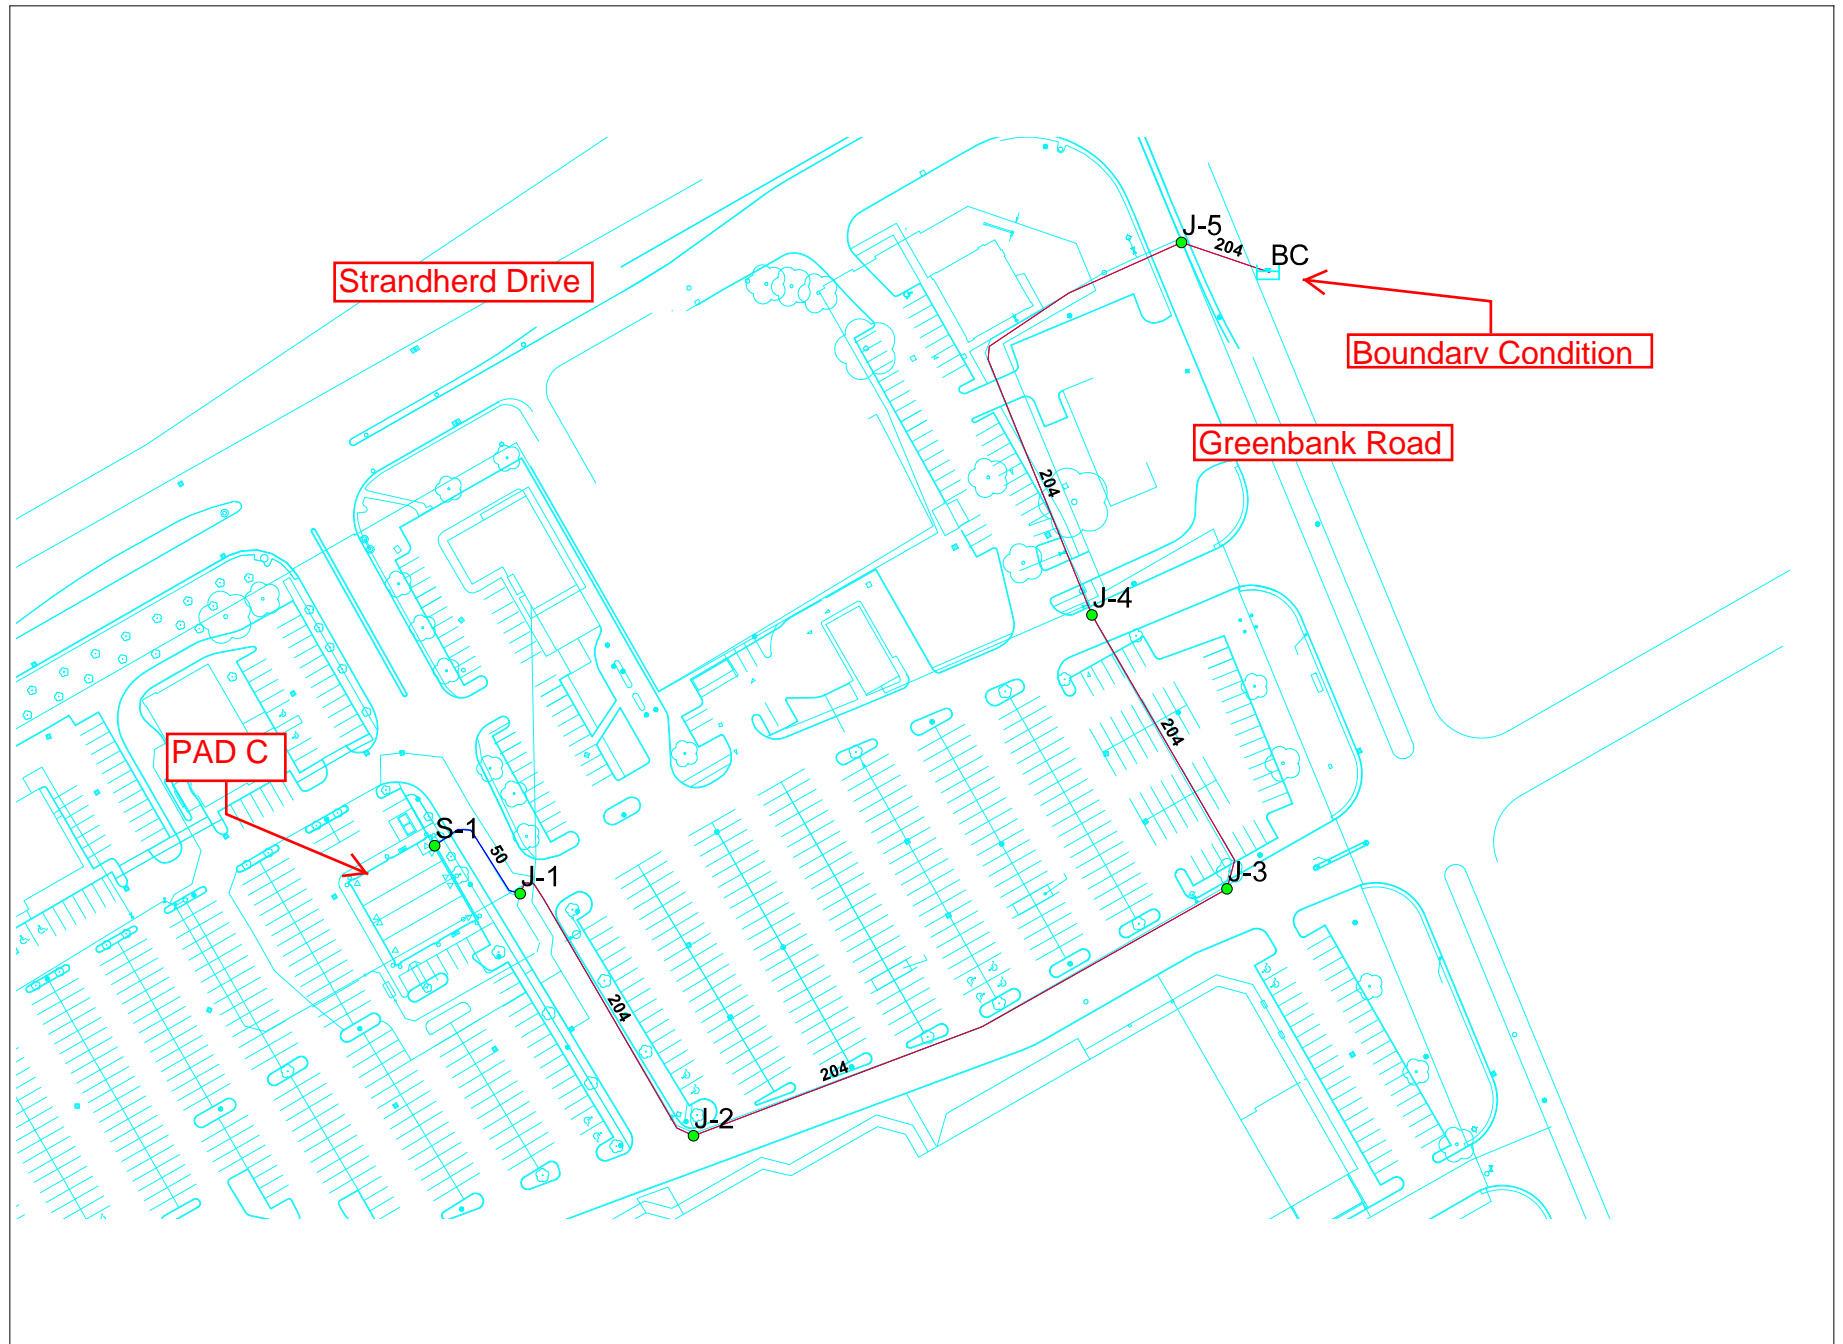 J-5
204
BC
Strandherd Drive
Boundary Condition
Greenbank Road
204
J-4
204
PAD C
S-1
50
J-1
J-3
204
204
J-2